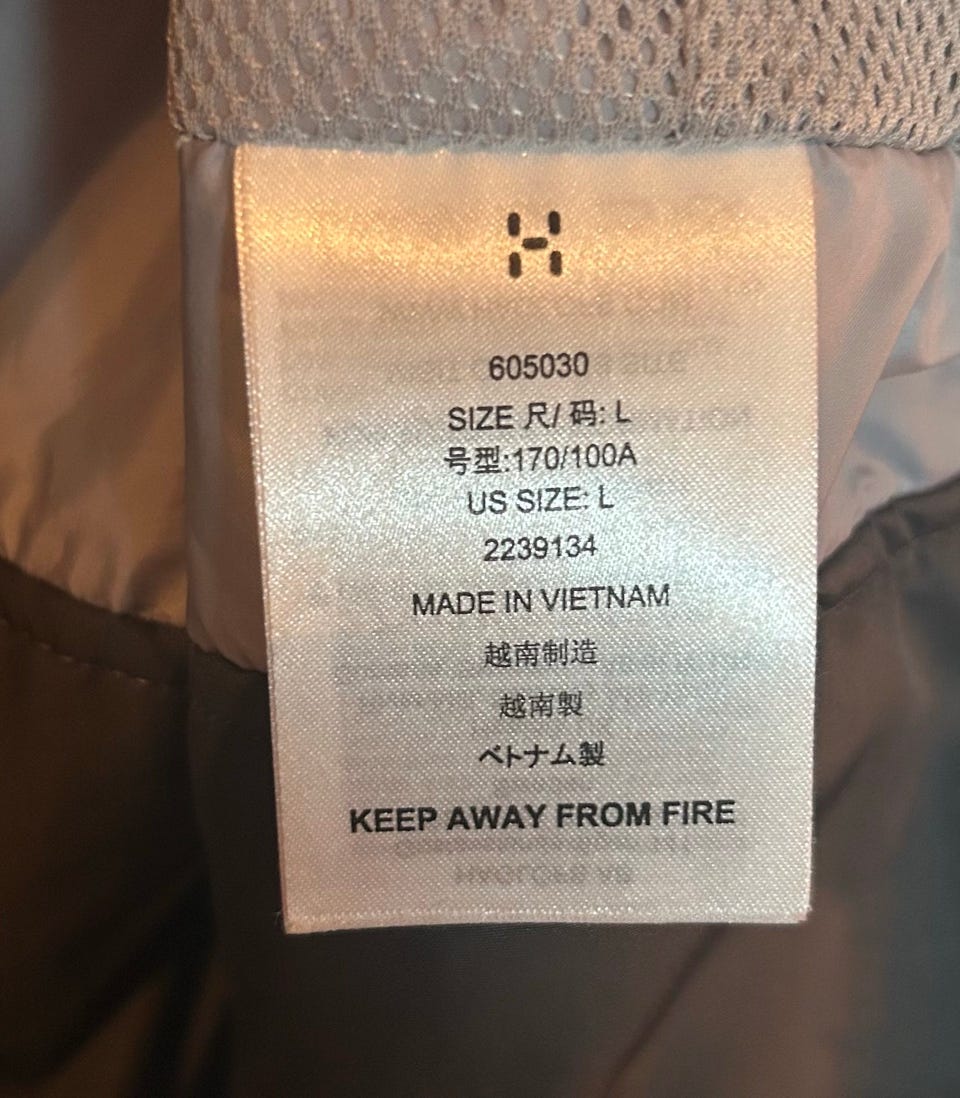 605030
SIZE 尺/ 码: L
号型:170/100A
US SIZE: L
2239134
MADE IN VIETNAM
越南制造
越南製
ベトナム製
KEEP AWAY FROM FIRE